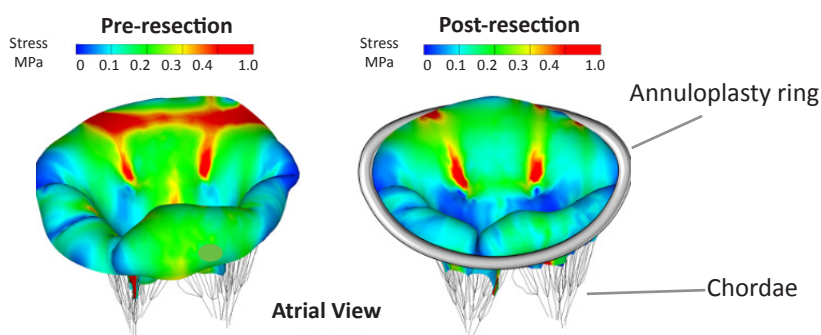 Pre-resection
Stress
MPa
0 0.1 0.2 0.3 0.4 1.0
Post-resection
Stress
MPa
0 0.1 0.2 0.3 0.4 1.0
Annuloplasty ring
Chordae
Atrial View